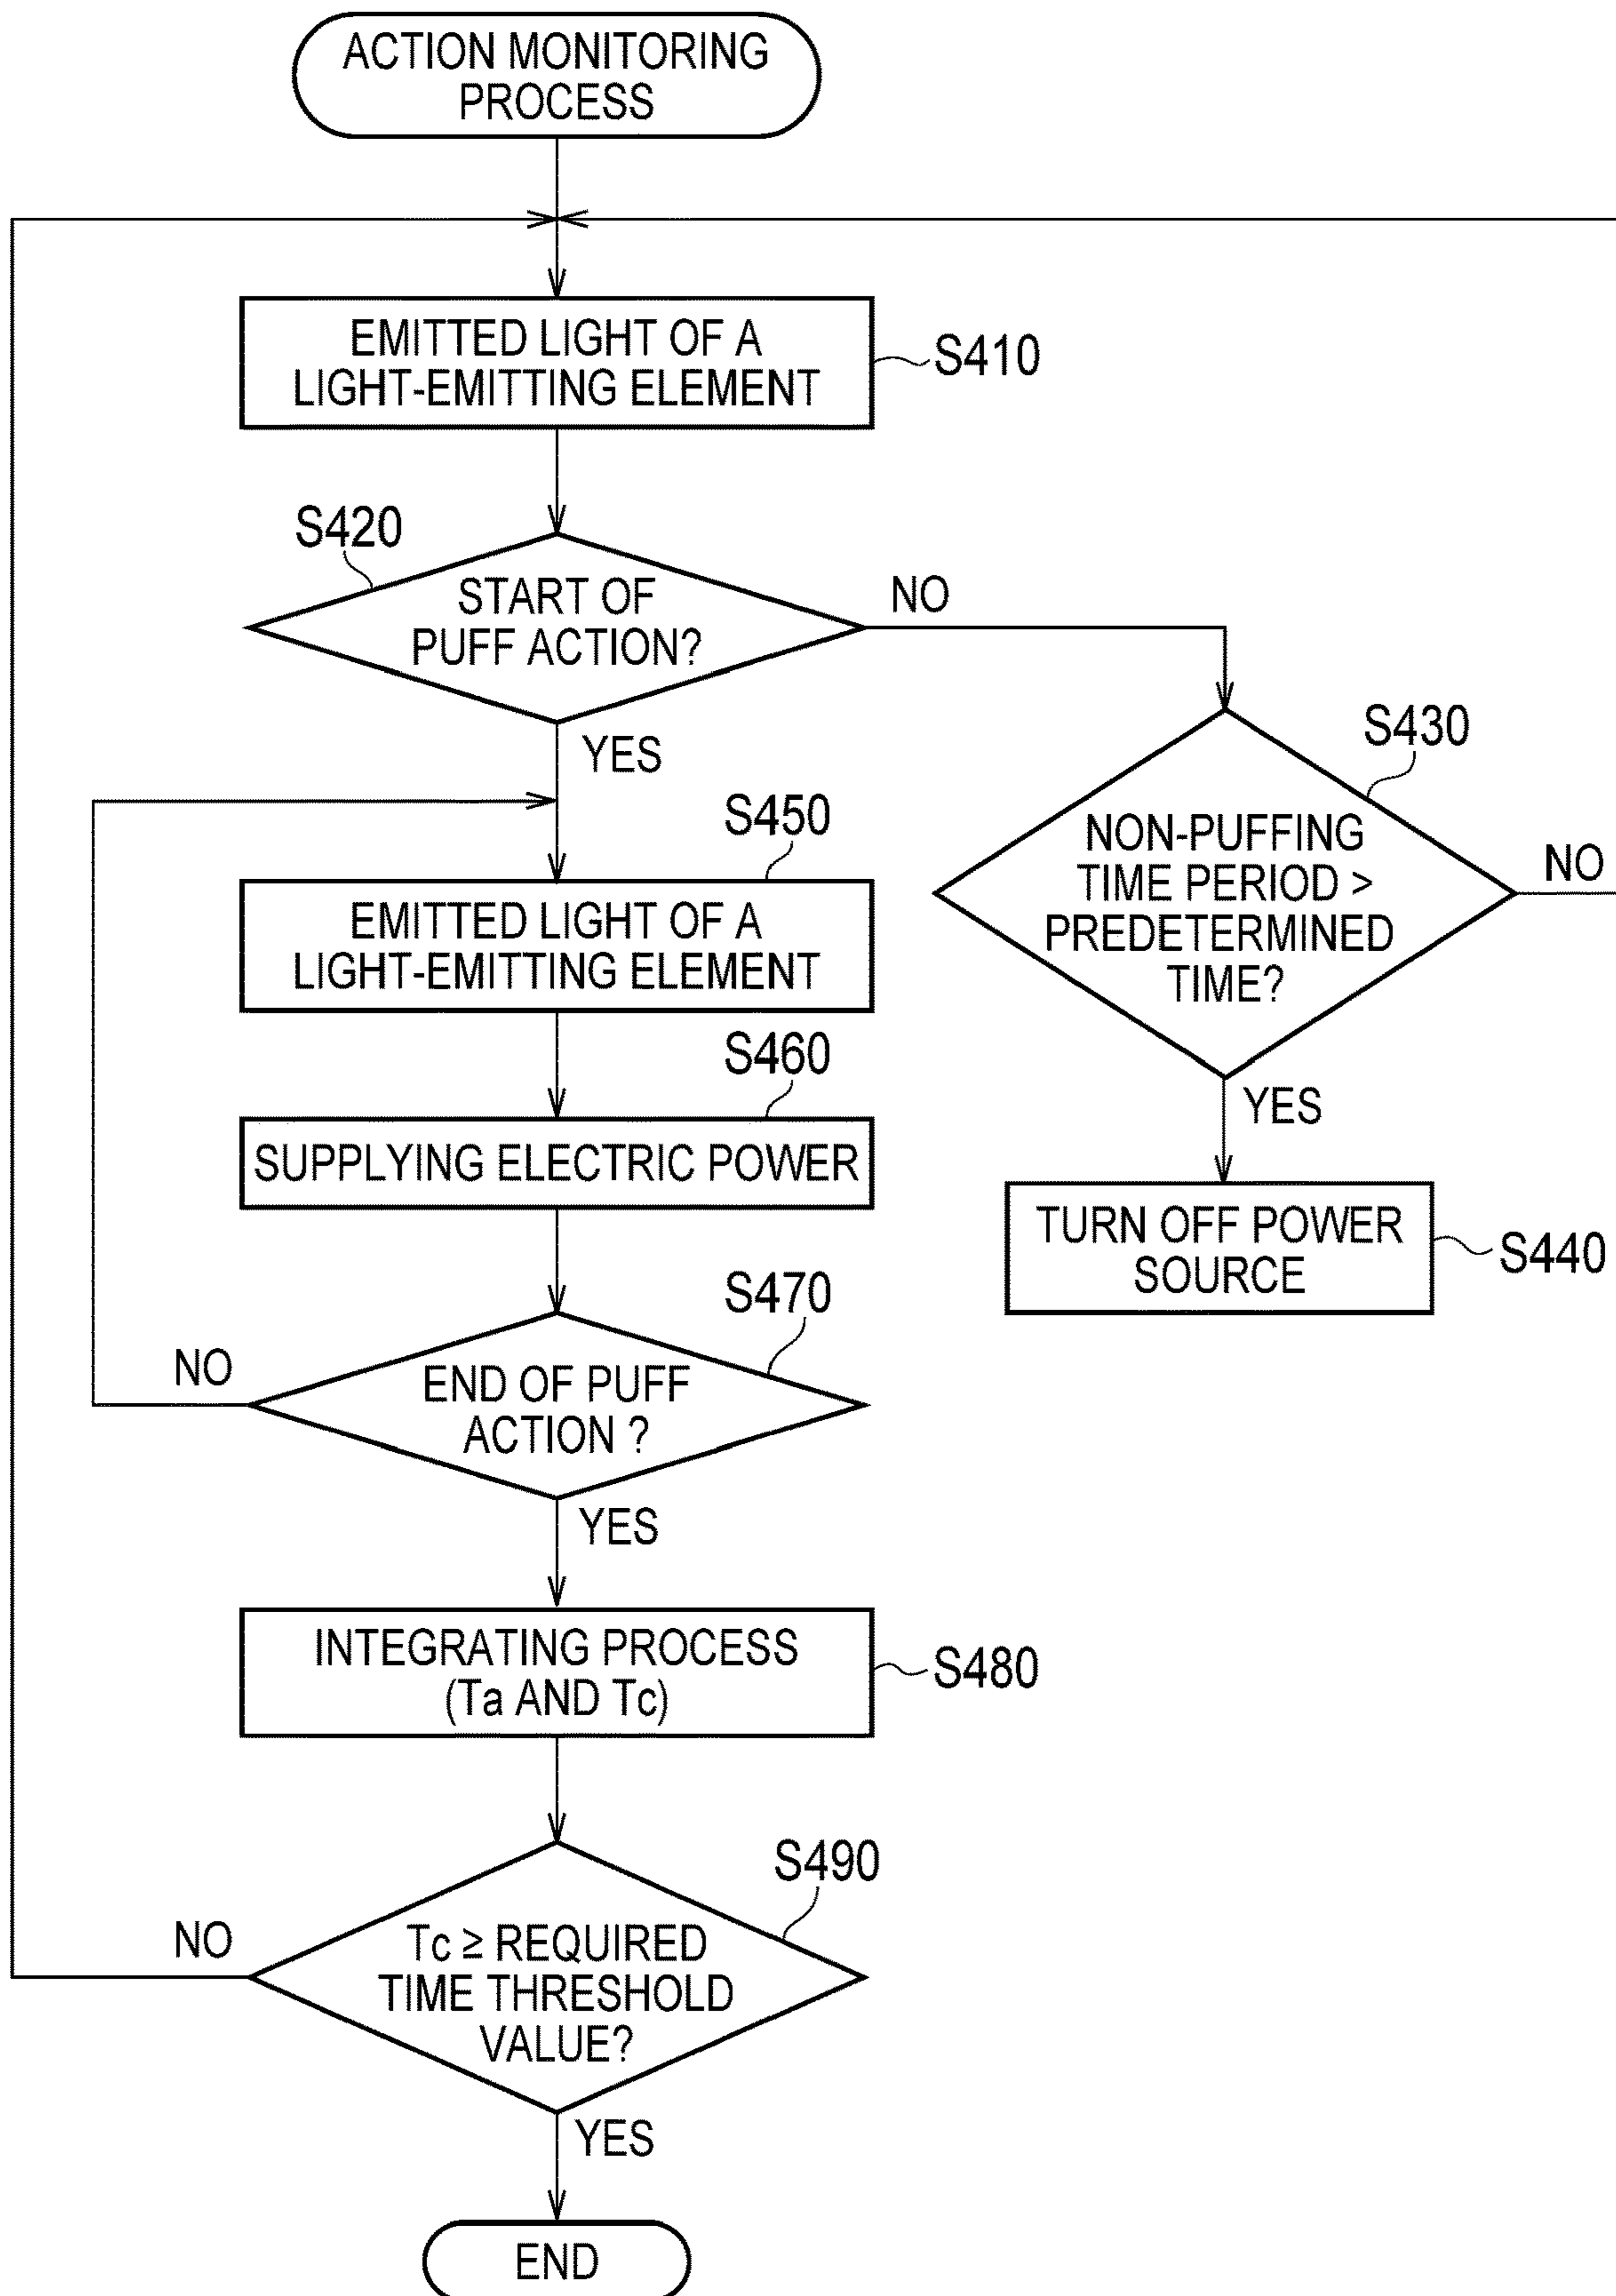 ACTION MONITORING
PROCESS
EMITTED LIGHT OF A
LIGHT-EMITTING ELEMENT
S410
S420
START OF
PUFF ACTION?
NO
YES
S430
NON-PUFFING
TIME PERIOD >
PREDETERMINED
TIME?
NO
YES
TURN OFF POWER
SOURCE
S440
S450
EMITTED LIGHT OF A
LIGHT-EMITTING ELEMENT
S460
SUPPLYING ELECTRIC POWER
S470
END OF PUFF
ACTION ?
NO
YES
INTEGRATING PROCESS
(Ta AND Tc)
S480
S490
Tc ≥ REQUIRED
TIME THRESHOLD
VALUE?
NO
YES
END